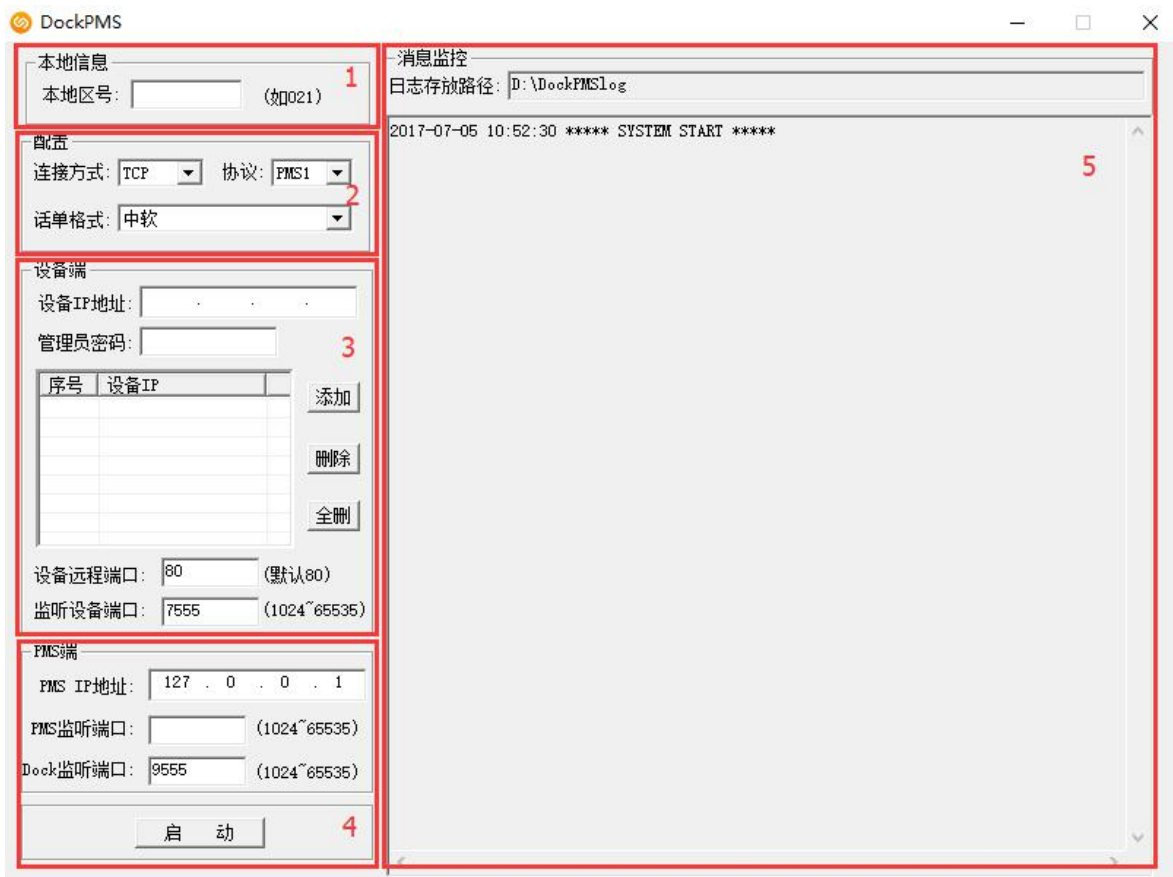 DockPMS
本地信息
本地区号: (如021)
1
配置
连接方式: TCP 协议: PMS1
2
话单格式: 中软
设备端
设备IP地址: . . .
管理员密码:
3
序号 设备IP
添加
删除
全删
设备远程端口: 80 (默认80)
监听设备端口: 7555 (1024~65535)
PMS端
PMS IP地址: 127 . 0 . 0 . 1
PMS监听端口: (1024~65535)
Dock监听端口: 9555 (1024~65535)
启 动
4
消息监控
日志存放路径: D:\DockPMSlog
2017-07-05 10:52:30 ***** SYSTEM START *****
5